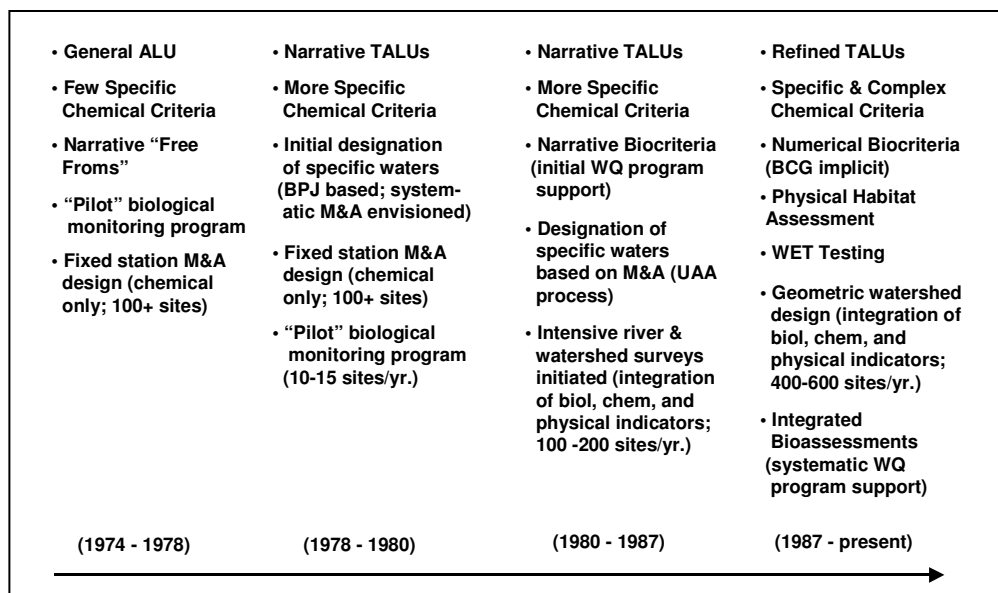 • General ALU
• Few Specific
Chemical Criteria
• Narrative “Free
Froms”
• “Pilot” biological
monitoring program
• Fixed station M&A
design (chemical
only; 100+ sites)
(1974 - 1978)
• Narrative TALUs
• More Specific
Chemical Criteria
• Initial designation
of specific waters
(BPJ based; system-
atic M&A envisioned)
• Fixed station M&A
design (chemical
only; 100+ sites)
• “Pilot” biological
monitoring program
(10-15 sites/yr.)
(1978 - 1980)
• Narrative TALUs
• More Specific
Chemical Criteria
• Narrative Biocriteria
(initial WQ program
support)
• Designation of
specific waters
based on M&A (UAA
process)
• Intensive river &
watershed surveys
initiated (integration
of biol, chem, and
physical indicators;
100 -200 sites/yr.)
(1980 - 1987)
• Refined TALUs
• Specific & Complex
Chemical Criteria
• Numerical Biocriteria
(BCG implicit)
• Physical Habitat
Assessment
• WET Testing
• Geometric watershed
design (integration of
biol, chem, and
physical indicators;
400-600 sites/yr.)
• Integrated
Bioassessments
(systematic WQ
program support)
(1987 - present)